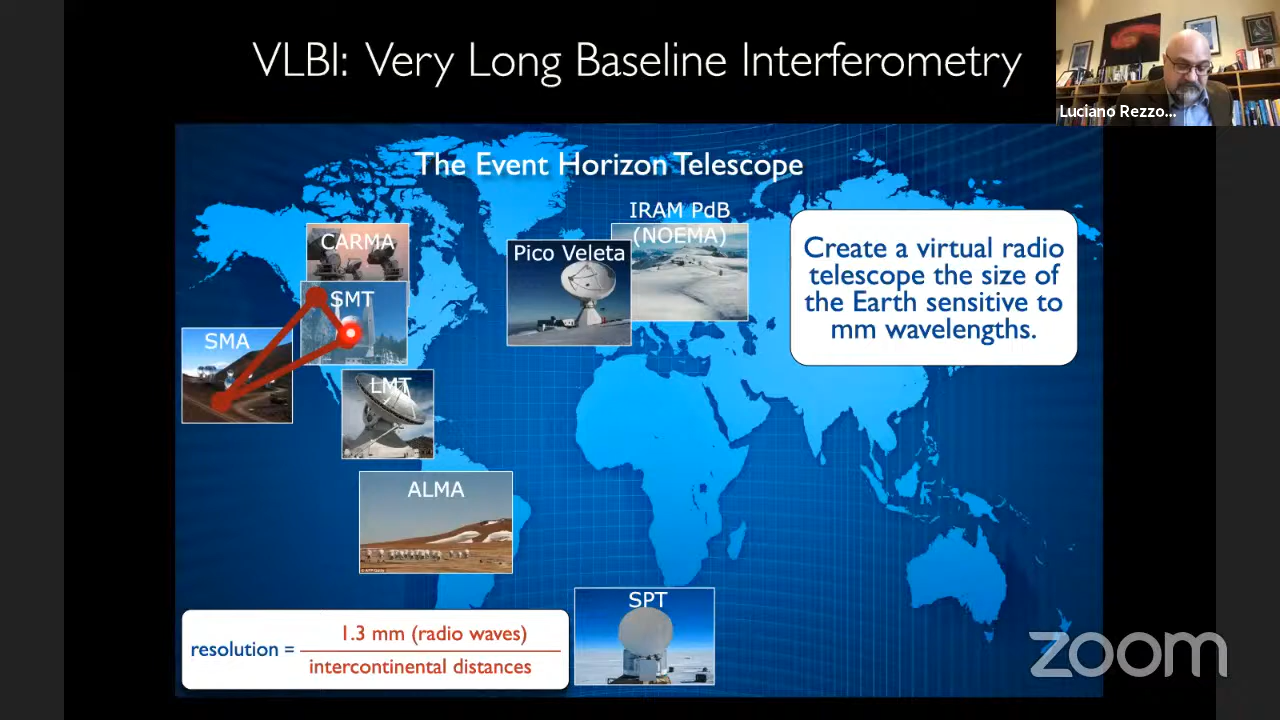 VLBI: Very Long Baseline Interferometry
Luciano Rezzo...
The Event Horizon Telescope
IRAM PdB
(NOEMA)
CARMA
Pico Veleta
Create a virtual radio
telescope the size of
the Earth sensitive to
mm wavelengths.
SMT
SMA
LMT
ALMA
SPT
resolution =
1.3 mm (radio waves)
intercontinental distances
zoom